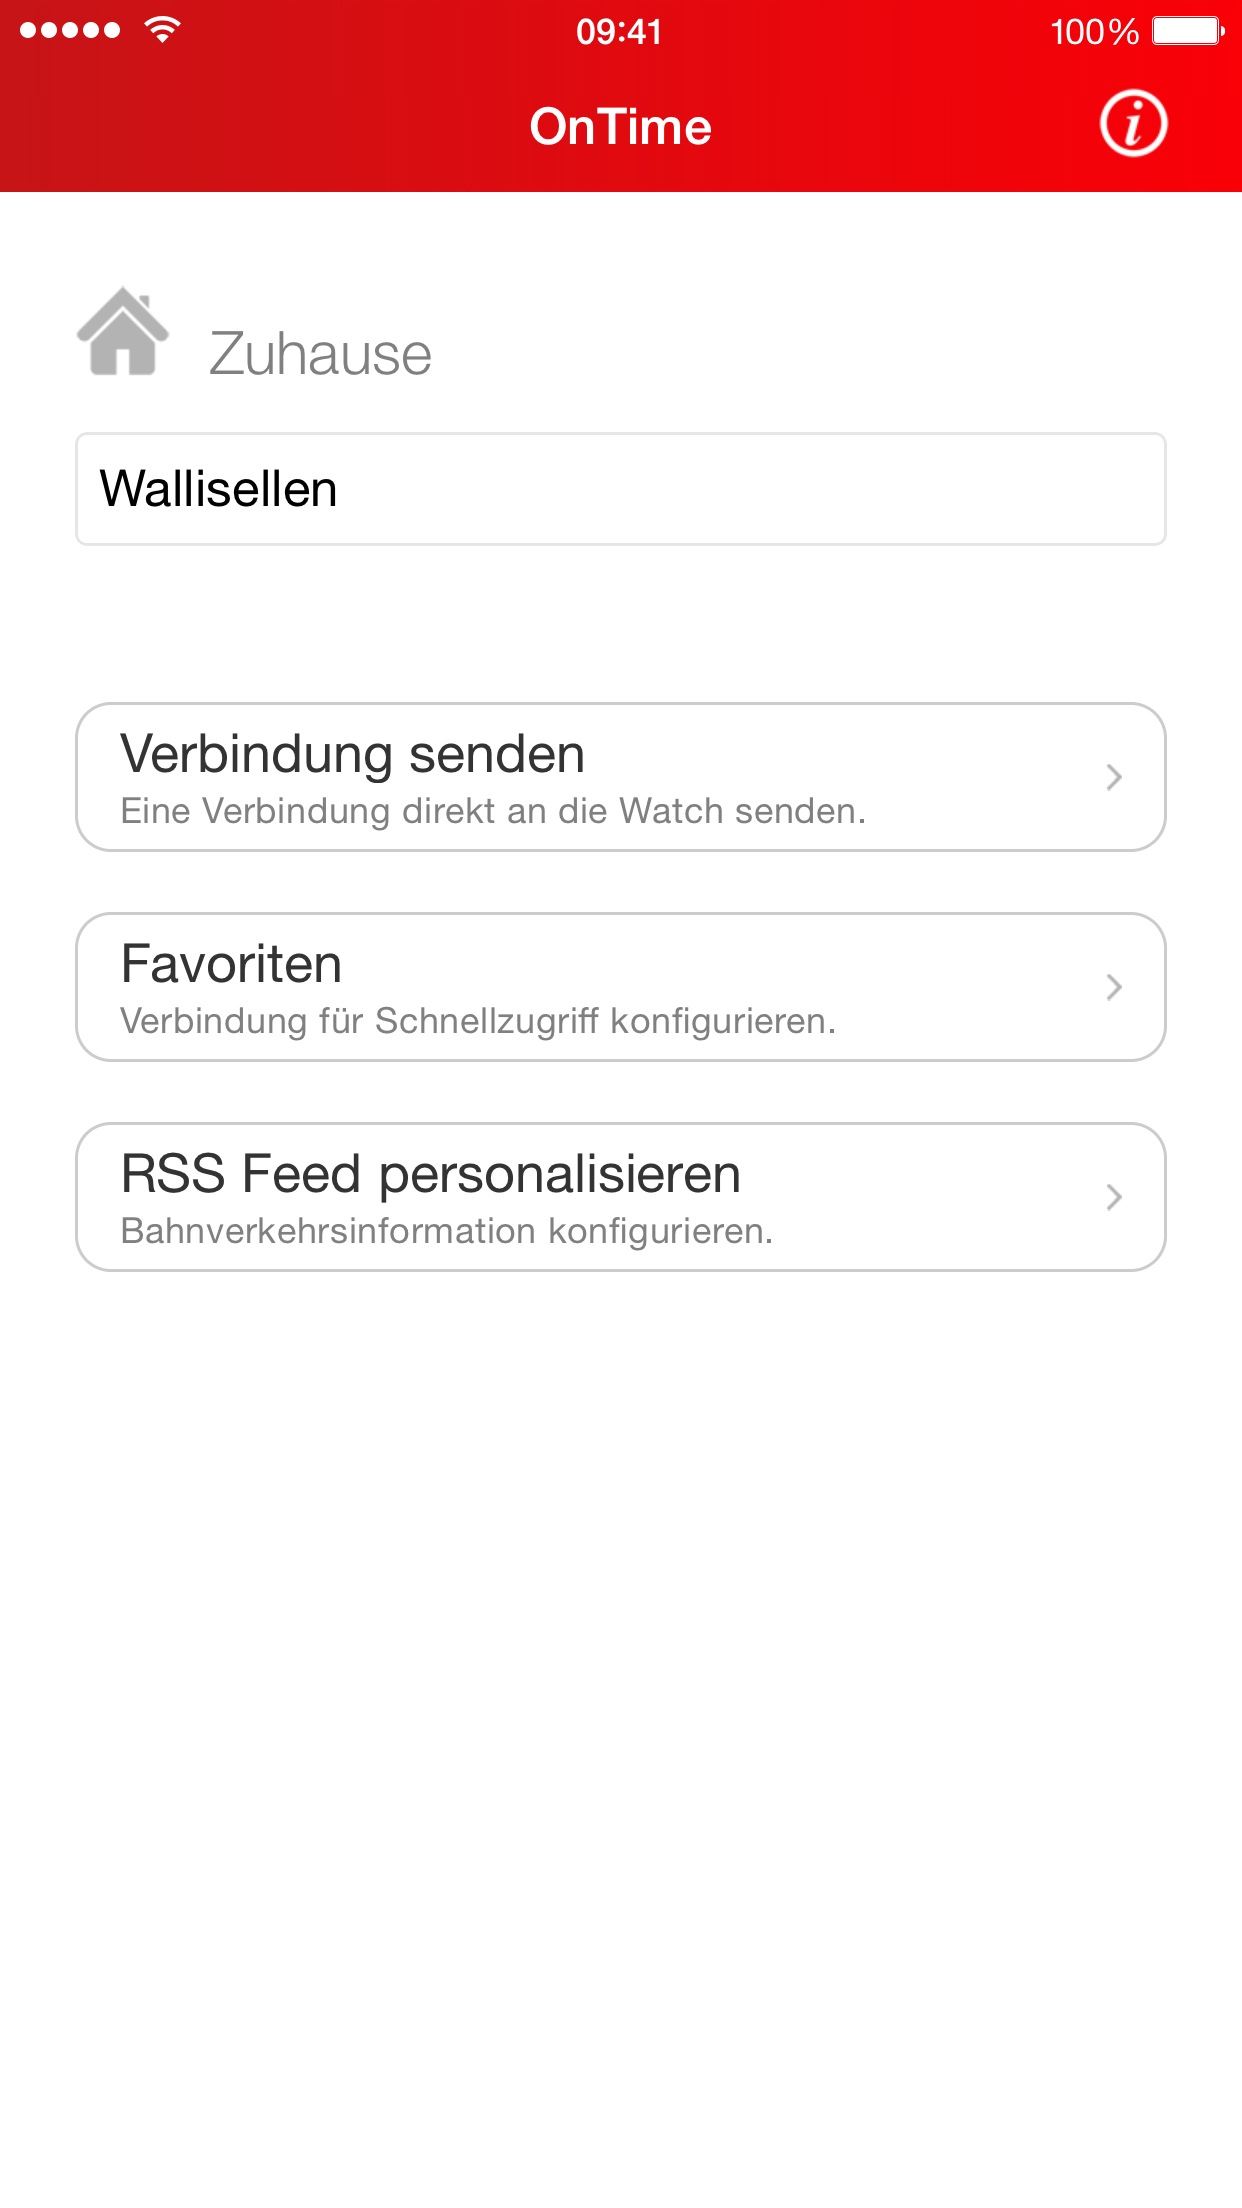 09:41
100%
OnTime
Zuhause
Wallisellen
Verbindung senden
Eine Verbindung direkt an die Watch senden.
Favoriten
Verbindung für Schnellzugriff konfigurieren.
RSS Feed personalisieren
Bahnverkehrsinformation konfigurieren.